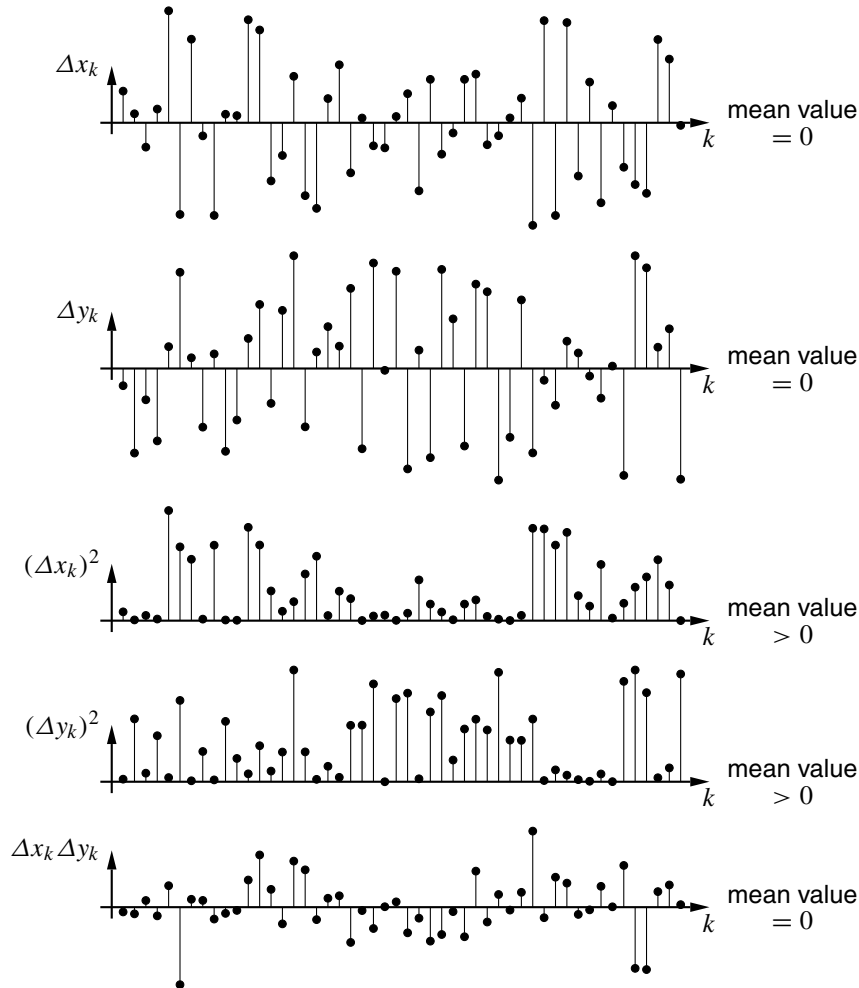 Δx_k
k
mean value
= 0
Δy_k
k
mean value
= 0
(Δx_k)^2
k
mean value
> 0
(Δy_k)^2
k
mean value
> 0
Δx_k Δy_k
k
mean value
= 0